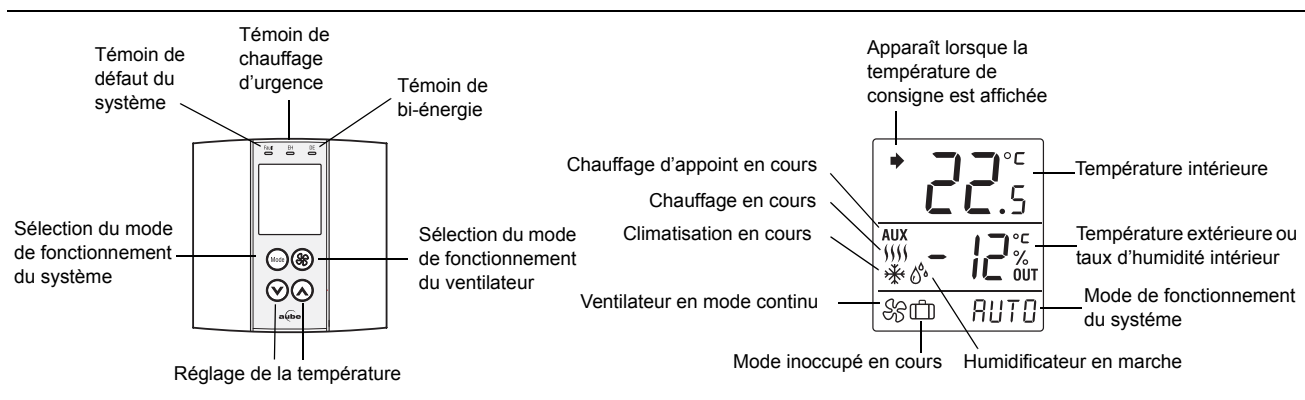 Témoin de
défaut du
système
Témoin de
chauffage
d'urgence
Témoin de
bi-énergie
Fault EH DE
Sélection du mode
de fonctionnement
du système
Mode
Sélection du mode
de fonctionnement
du ventilateur
aube
Réglage de la température
Apparaît lorsque la
température de
consigne est affichée
22.5 °C
Température intérieure
Chauffage d'appoint en cours
Chauffage en cours
Climatisation en cours
AUX
-12 °C
%
OUT
Température extérieure ou
taux d'humidité intérieur
Ventilateur en mode continu
AUTO
Mode de fonctionnement
du systéme
Mode inoccupé en cours
Humidificateur en marche